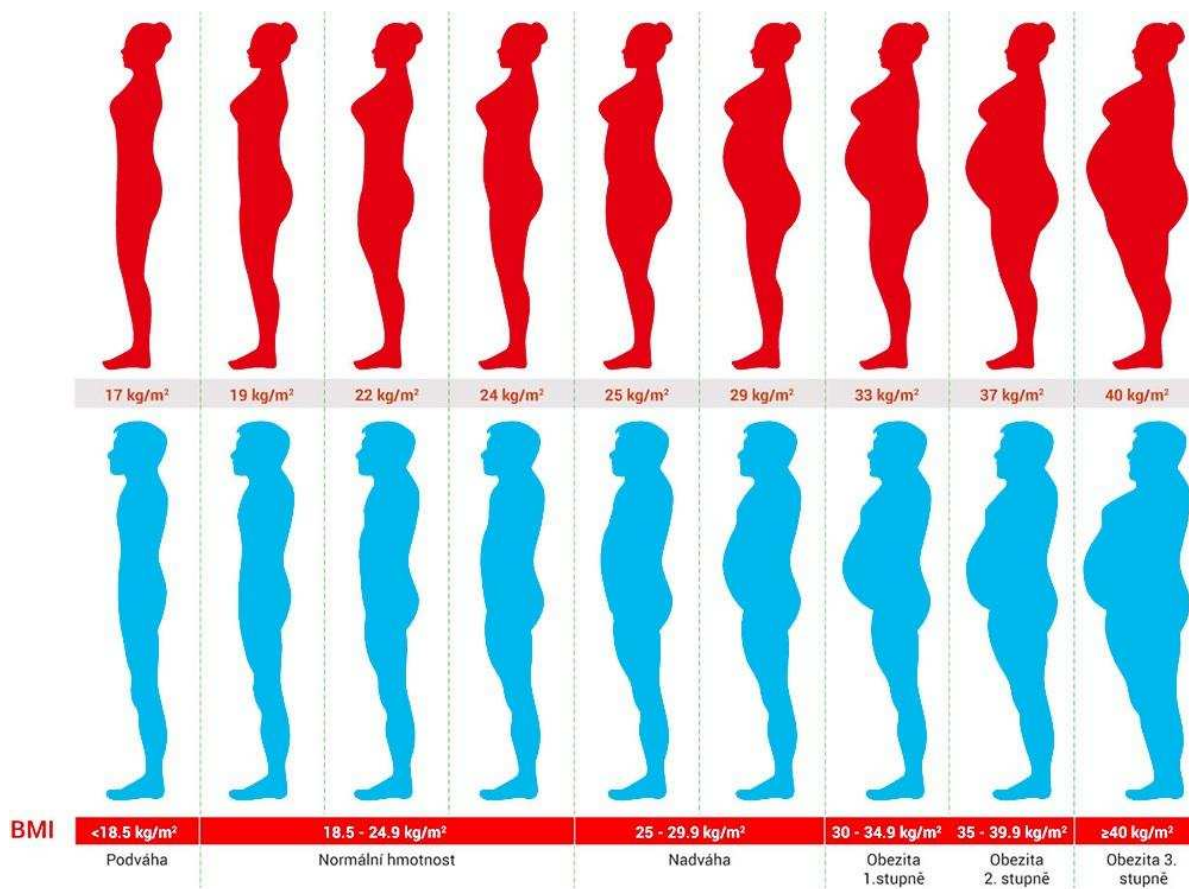 17 kg/m² 19 kg/m² 22 kg/m² 24 kg/m² 25 kg/m² 29 kg/m² 33 kg/m² 37 kg/m² 40 kg/m²
BMI <18.5 kg/m² 18.5 - 24.9 kg/m² 25 - 29.9 kg/m² 30 - 34.9 kg/m² 35 - 39.9 kg/m² ≥40 kg/m²
Podváha Normální hmotnost Nadváha Obezita Obezita Obezita 3.
1.stupně 2. stupně stupně